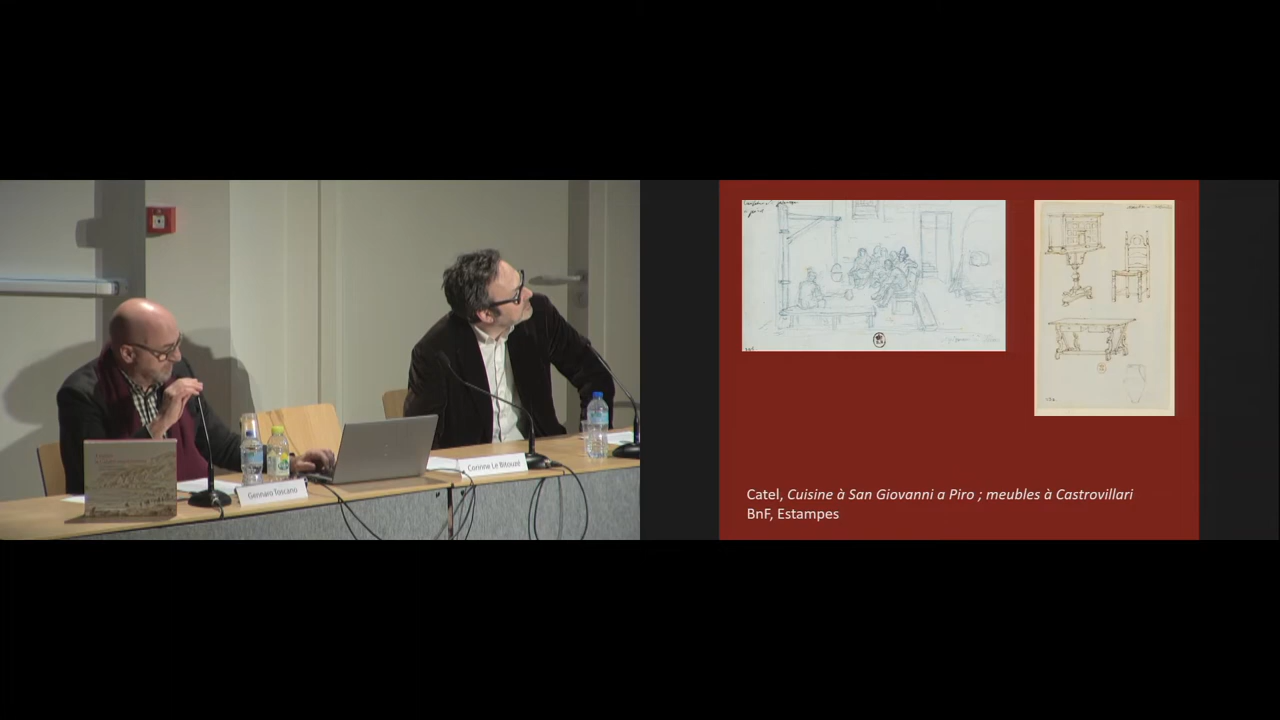 Gennaro Toscano
Corinne Le Bitouzé
Catel, Cuisine à San Giovanni a Piro ; meubles à Castrovillari
BnF, Estampes